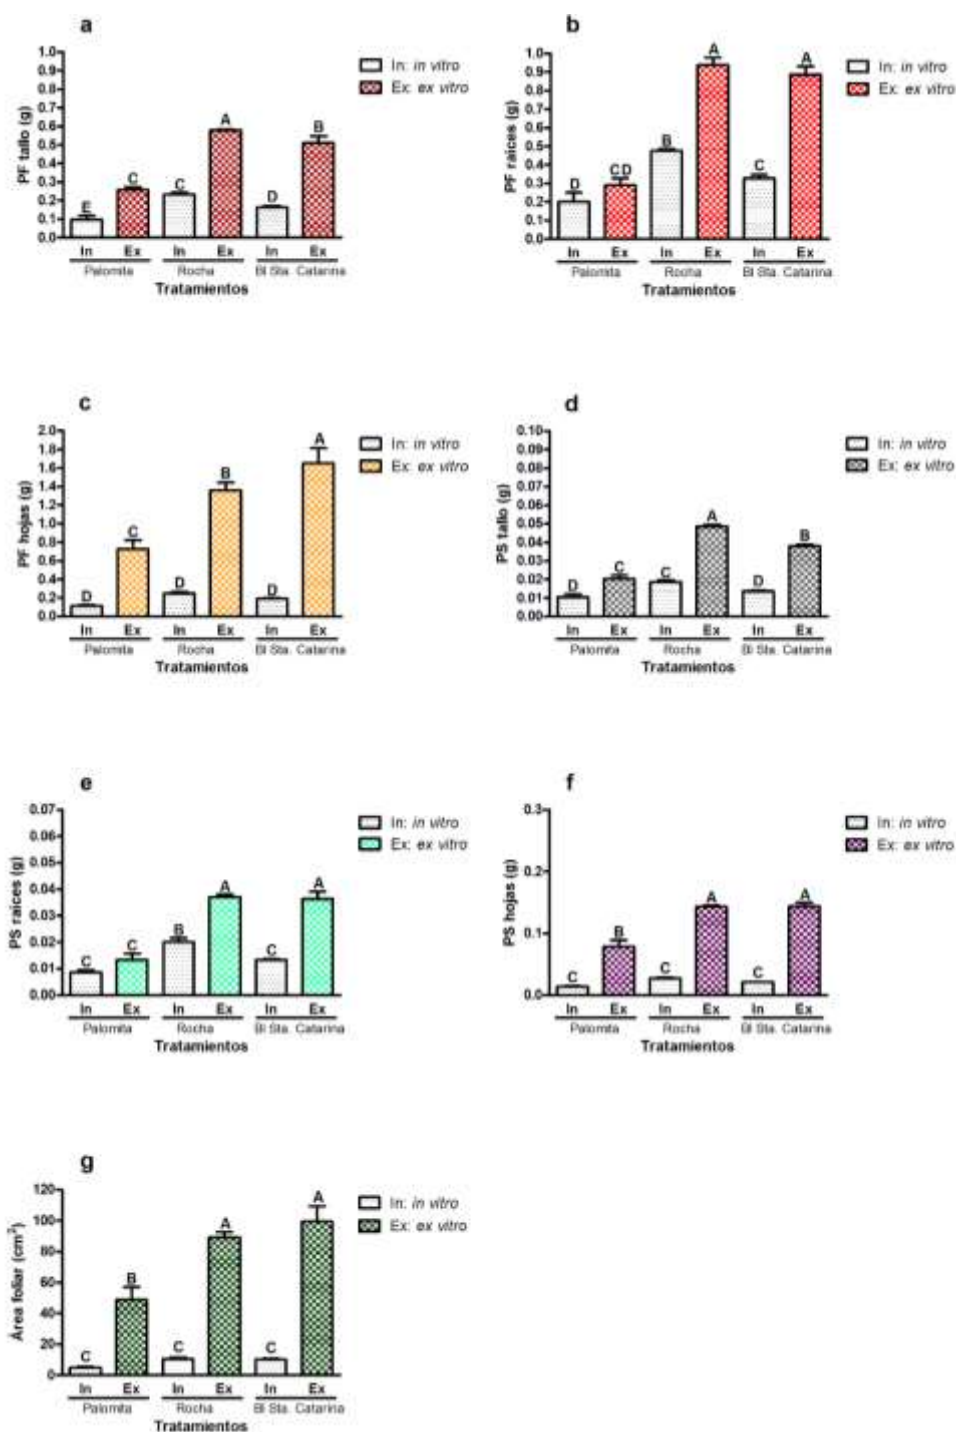 a
PF tallo (g)
1.0
0.9
0.8
0.7
0.6
0.5
0.4
0.3
0.2
0.1
0.0
E C C A D B
In Ex In Ex In Ex
Palomita Rocha Bl Sta. Catarina
Tratamientos
In: in vitro
Ex: ex vitro
b
PF raíces (g)
1.0
0.9
0.8
0.7
0.6
0.5
0.4
0.3
0.2
0.1
0.0
D CD B A C A
In Ex In Ex In Ex
Palomita Rocha Bl Sta. Catarina
Tratamientos
In: in vitro
Ex: ex vitro
c
PF hojas (g)
2.0
1.8
1.6
1.4
1.2
1.0
0.8
0.6
0.4
0.2
0.0
D C D B D A
In Ex In Ex In Ex
Palomita Rocha Bl Sta. Catarina
Tratamientos
In: in vitro
Ex: ex vitro
d
PS tallo (g)
0.10
0.09
0.08
0.07
0.06
0.05
0.04
0.03
0.02
0.01
0.00
D C C A D B
In Ex In Ex In Ex
Palomita Rocha Bl Sta. Catarina
Tratamientos
In: in vitro
Ex: ex vitro
e
PS raíces (g)
0.07
0.06
0.05
0.04
0.03
0.02
0.01
0.00
C C B A C A
In Ex In Ex In Ex
Palomita Rocha Bl Sta. Catarina
Tratamientos
In: in vitro
Ex: ex vitro
f
PS hojas (g)
0.3
0.2
0.1
0.0
C B C A C A
In Ex In Ex In Ex
Palomita Rocha Bl Sta. Catarina
Tratamientos
In: in vitro
Ex: ex vitro
g
Área foliar (cm²)
120
100
80
60
40
20
0
C B C A C A
In Ex In Ex In Ex
Palomita Rocha Bl Sta. Catarina
Tratamientos
In: in vitro
Ex: ex vitro